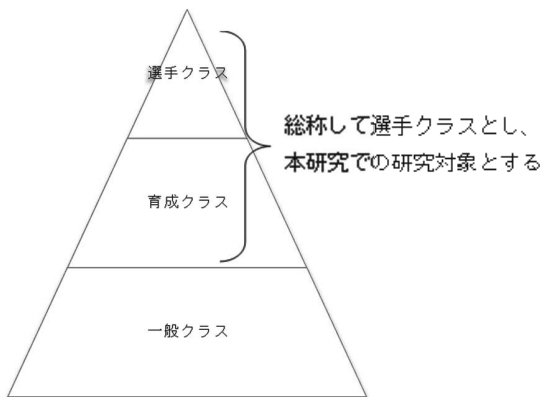 選手クラス
総称して選手クラスとし、
本研究での研究対象とする
育成クラス
一般クラス